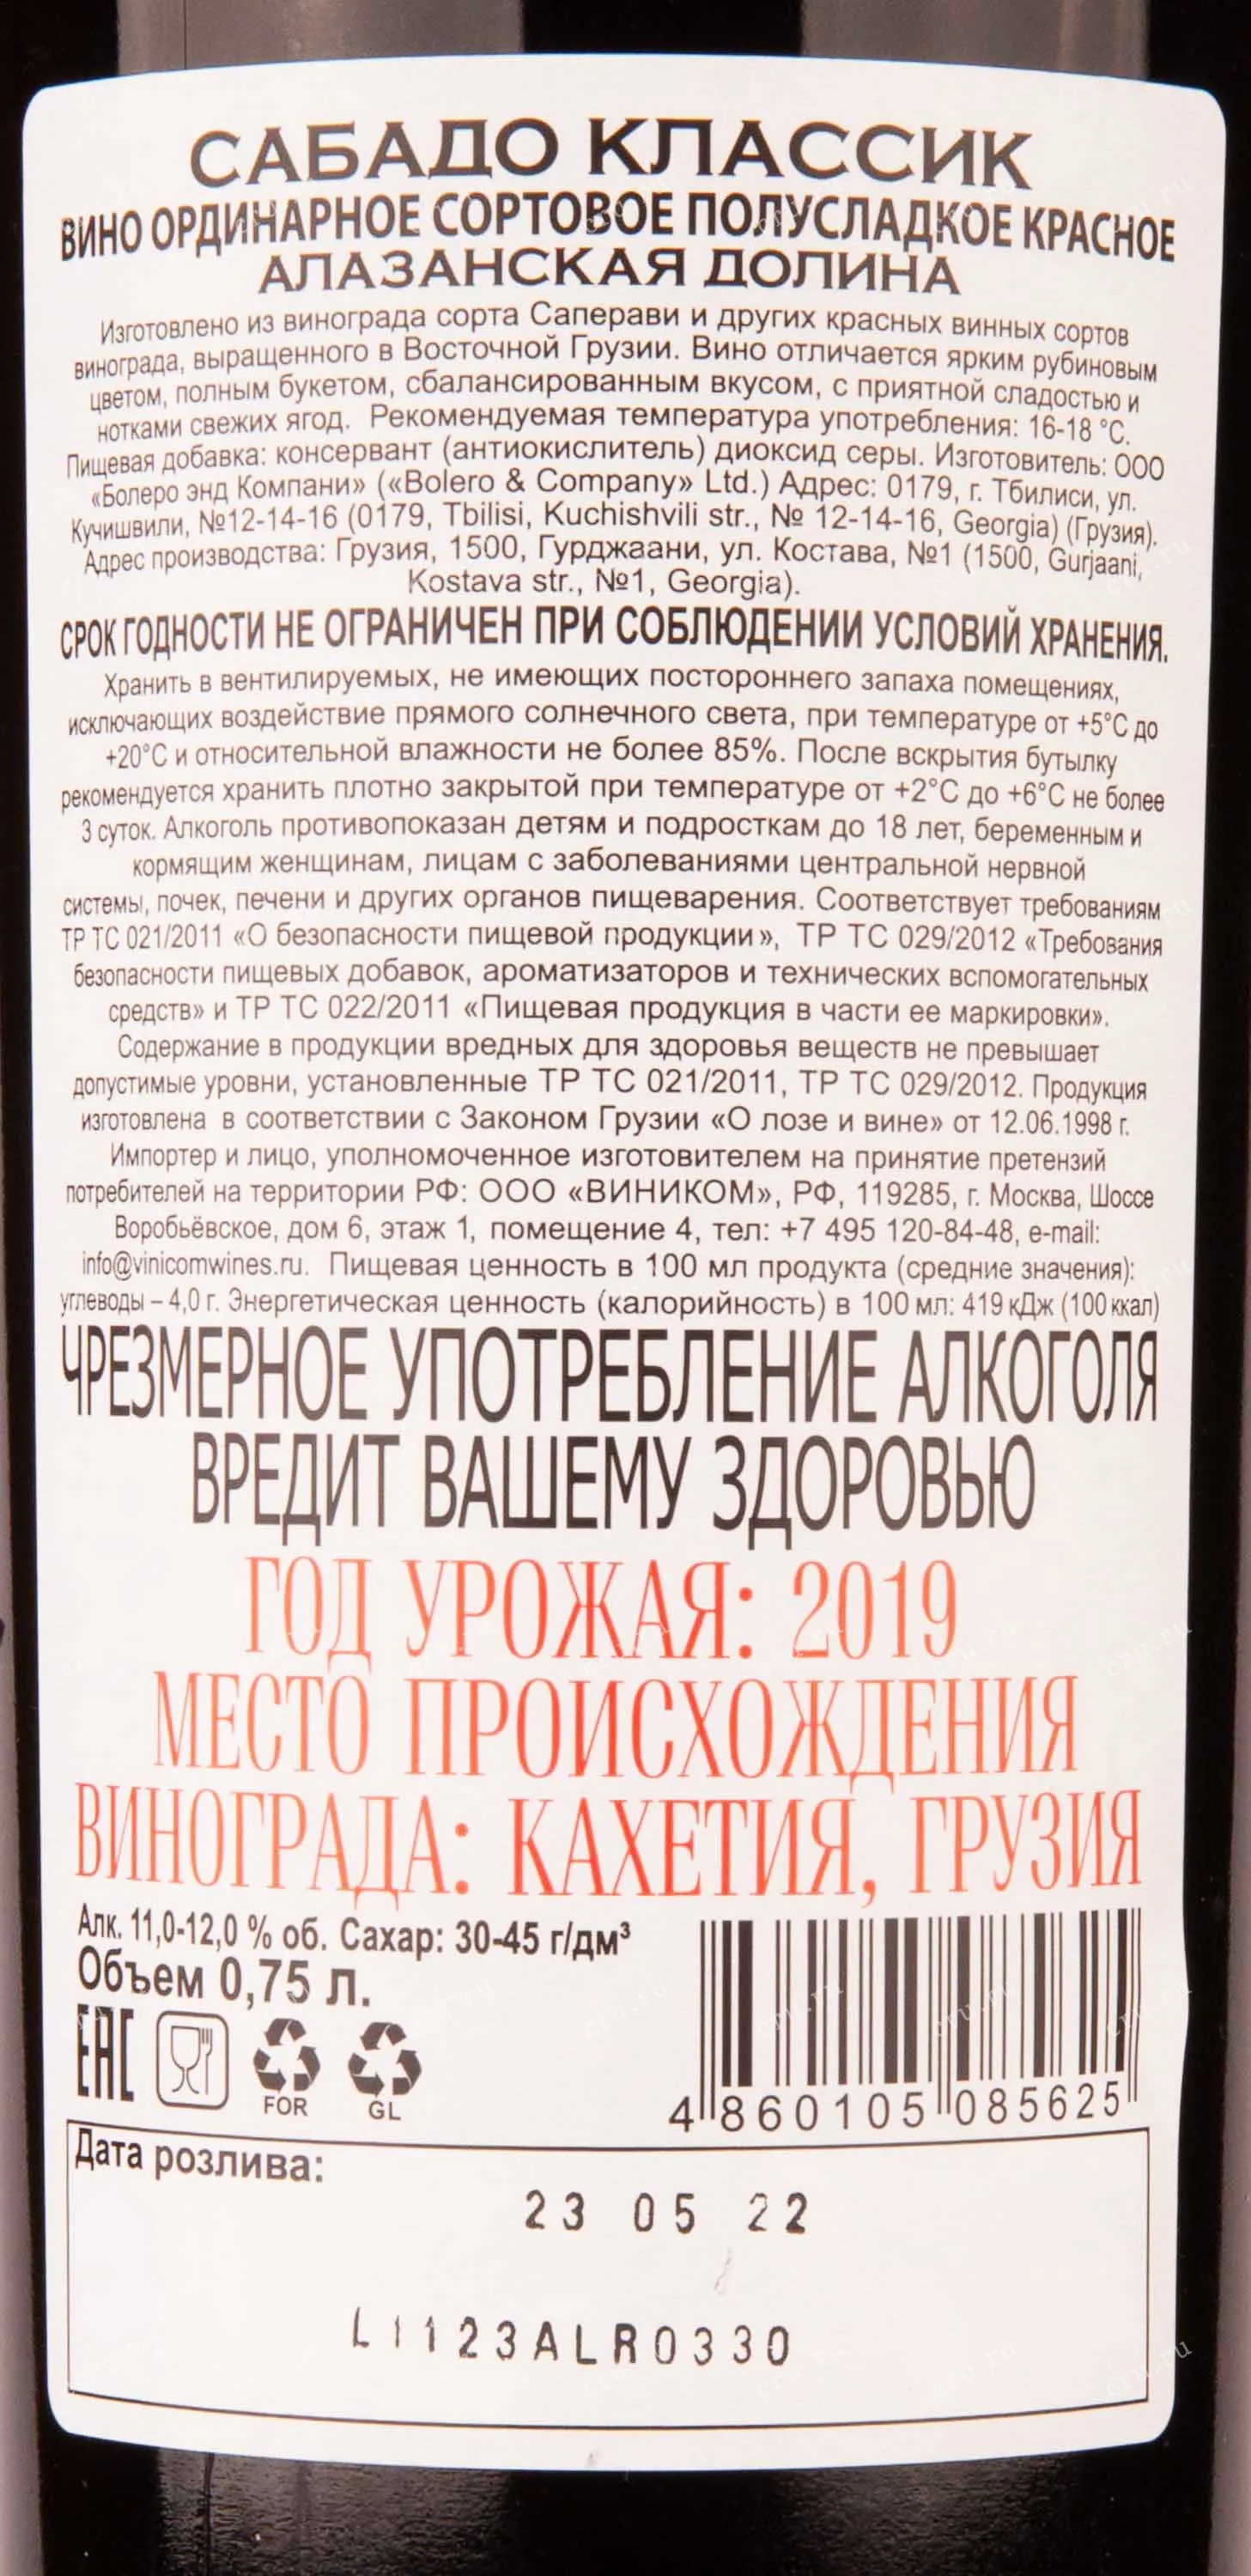 САБАДО КЛАССИК
ВИНО ОРДИНАРНОЕ СОРТОВОЕ ПОЛУСЛАДКОЕ КРАСНОЕ
АЛАЗАНСКАЯ ДОЛИНА
Изготовлено из винограда сорта Саперави и других красных винных сортов
винограда, выращенного в Восточной Грузии. Вино отличается ярким рубиновым
цветом, полным букетом, сбалансированным вкусом, с приятной сладостью и
нотками свежих ягод. Рекомендуемая температура употребления: 16-18 °С.
Пищевая добавка: консервант (антиокислитель) диоксид серы. Изготовитель: ООО
«Болеро энд Компани» («Bolero & Company» Ltd.) Адрес: 0179, г. Тбилиси, ул.
Кучишвили, №12-14-16 (0179, Tbilisi, Kuchishvili str., № 12-14-16, Georgia) (Грузия).
Адрес производства: Грузия, 1500, Гурджаани, ул. Костава, №1 (1500, Gurjaani,
Kostava str., №1, Georgia).
СРОК ГОДНОСТИ НЕ ОГРАНИЧЕН ПРИ СОБЛЮДЕНИИ УСЛОВИЙ ХРАНЕНИЯ.
Хранить в вентилируемых, не имеющих постороннего запаха помещениях,
исключающих воздействие прямого солнечного света, при температуре от +5°С до
+20°С и относительной влажности не более 85%. После вскрытия бутылку
рекомендуется хранить плотно закрытой при температуре от +2°С до +6°С не более
3 суток. Алкоголь противопоказан детям и подросткам до 18 лет, беременным и
кормящим женщинам, лицам с заболеваниями центральной нервной
системы, почек, печени и других органов пищеварения. Соответствует требованиям
ТР ТС 021/2011 «О безопасности пищевой продукции», ТР ТС 029/2012 «Требования
безопасности пищевых добавок, ароматизаторов и технических вспомогательных
средств» и ТР ТС 022/2011 «Пищевая продукция в части ее маркировки».
Содержание в продукции вредных для здоровья веществ не превышает
допустимые уровни, установленные ТР ТС 021/2011, ТР ТС 029/2012. Продукция
изготовлена в соответствии с Законом Грузии «О лозе и вине» от 12.06.1998 г.
Импортер и лицо, уполномоченное изготовителем на принятие претензий
потребителей на территории РФ: ООО «ВИНИКОМ», РФ, 119285, г. Москва, Шоссе
Воробьёвское, дом 6, этаж 1, помещение 4, тел: +7 495 120-84-48, e-mail:
info@vinicomwines.ru. Пищевая ценность в 100 мл продукта (средние значения):
углеводы – 4,0 г. Энергетическая ценность (калорийность) в 100 мл: 419 кДж (100 ккал)
ЧРЕЗМЕРНОЕ УПОТРЕБЛЕНИЕ АЛКОГОЛЯ
ВРЕДИТ ВАШЕМУ ЗДОРОВЬЮ
ГОД УРОЖАЯ: 2019
МЕСТО ПРОИСХОЖДЕНИЯ
ВИНОГРАДА: КАХЕТИЯ, ГРУЗИЯ
Алк. 11,0-12,0 % об. Сахар: 30-45 г/дм³
Объем 0,75 л.
ЕАС
FOR
GL
4 860105 085625
Дата розлива:
23 05 22
L1123ALR0330